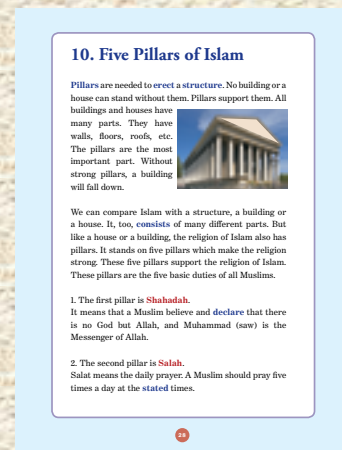 10. Five Pillars of Islam
Pillars are needed to erect a structure. No building or a
house can stand without them. Pillars support them. All
buildings and houses have
many parts. They have
walls, floors, roofs, etc.
The pillars are the most
important part. Without
strong pillars, a building
will fall down.
We can compare Islam with a structure, a building or
a house. It, too, consists of many different parts. But
like a house or a building, the religion of Islam also has
pillars. It stands on five pillars which make the religion
strong. These five pillars support the religion of Islam.
These pillars are the five basic duties of all Muslims.
1. The first pillar is Shahadah.
It means that a Muslim believe and declare that there
is no God but Allah, and Muhammad (saw) is the
Messenger of Allah.
2. The second pillar is Salah.
Salat means the daily prayer. A Muslim should pray five
times a day at the stated times.
26